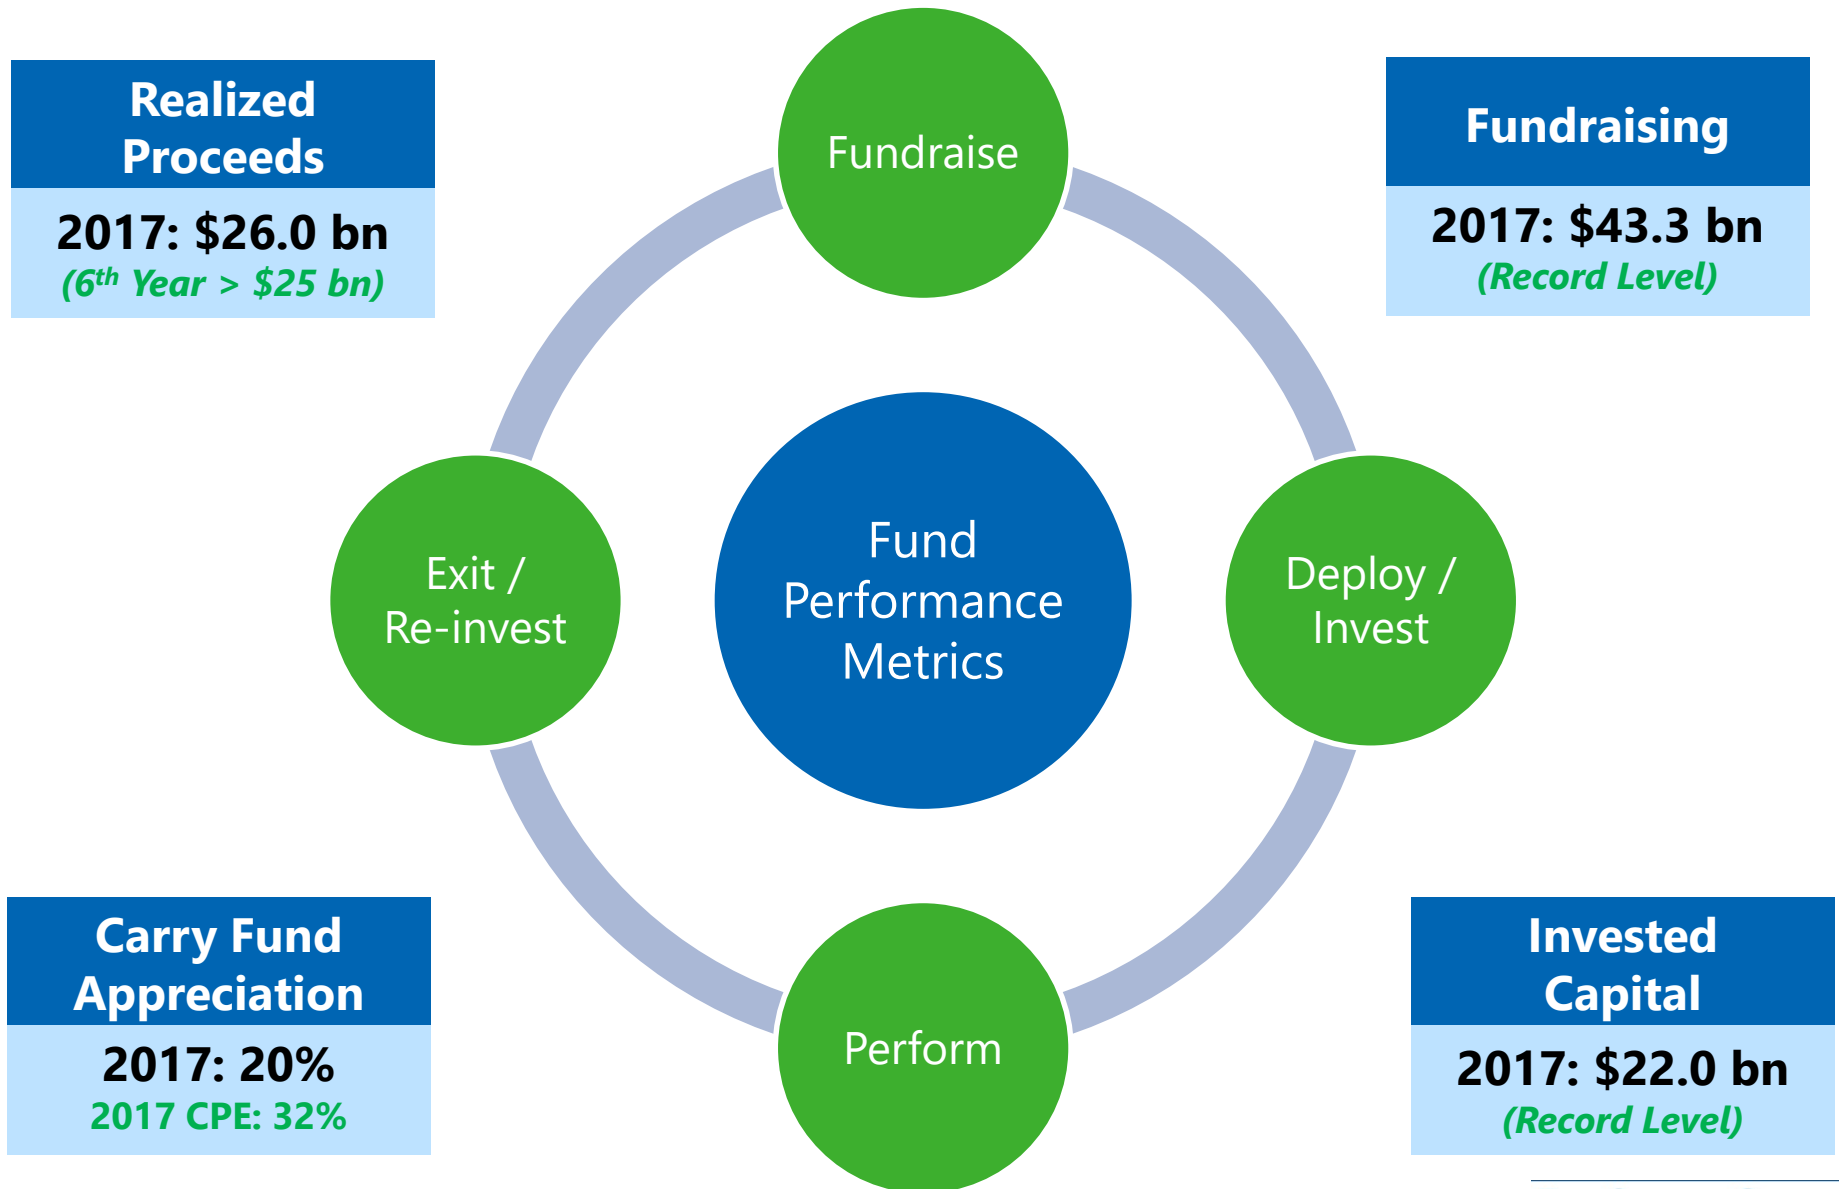 Realized
Proceeds
2017: $26.0 bn
(6th Year > $25 bn)
Fundraise
Fundraising
2017: $43.3 bn
(Record Level)
Exit /
Re-invest
Fund
Performance
Metrics
Deploy /
Invest
Carry Fund
Appreciation
2017: 20%
2017 CPE: 32%
Perform
Invested
Capital
2017: $22.0 bn
(Record Level)